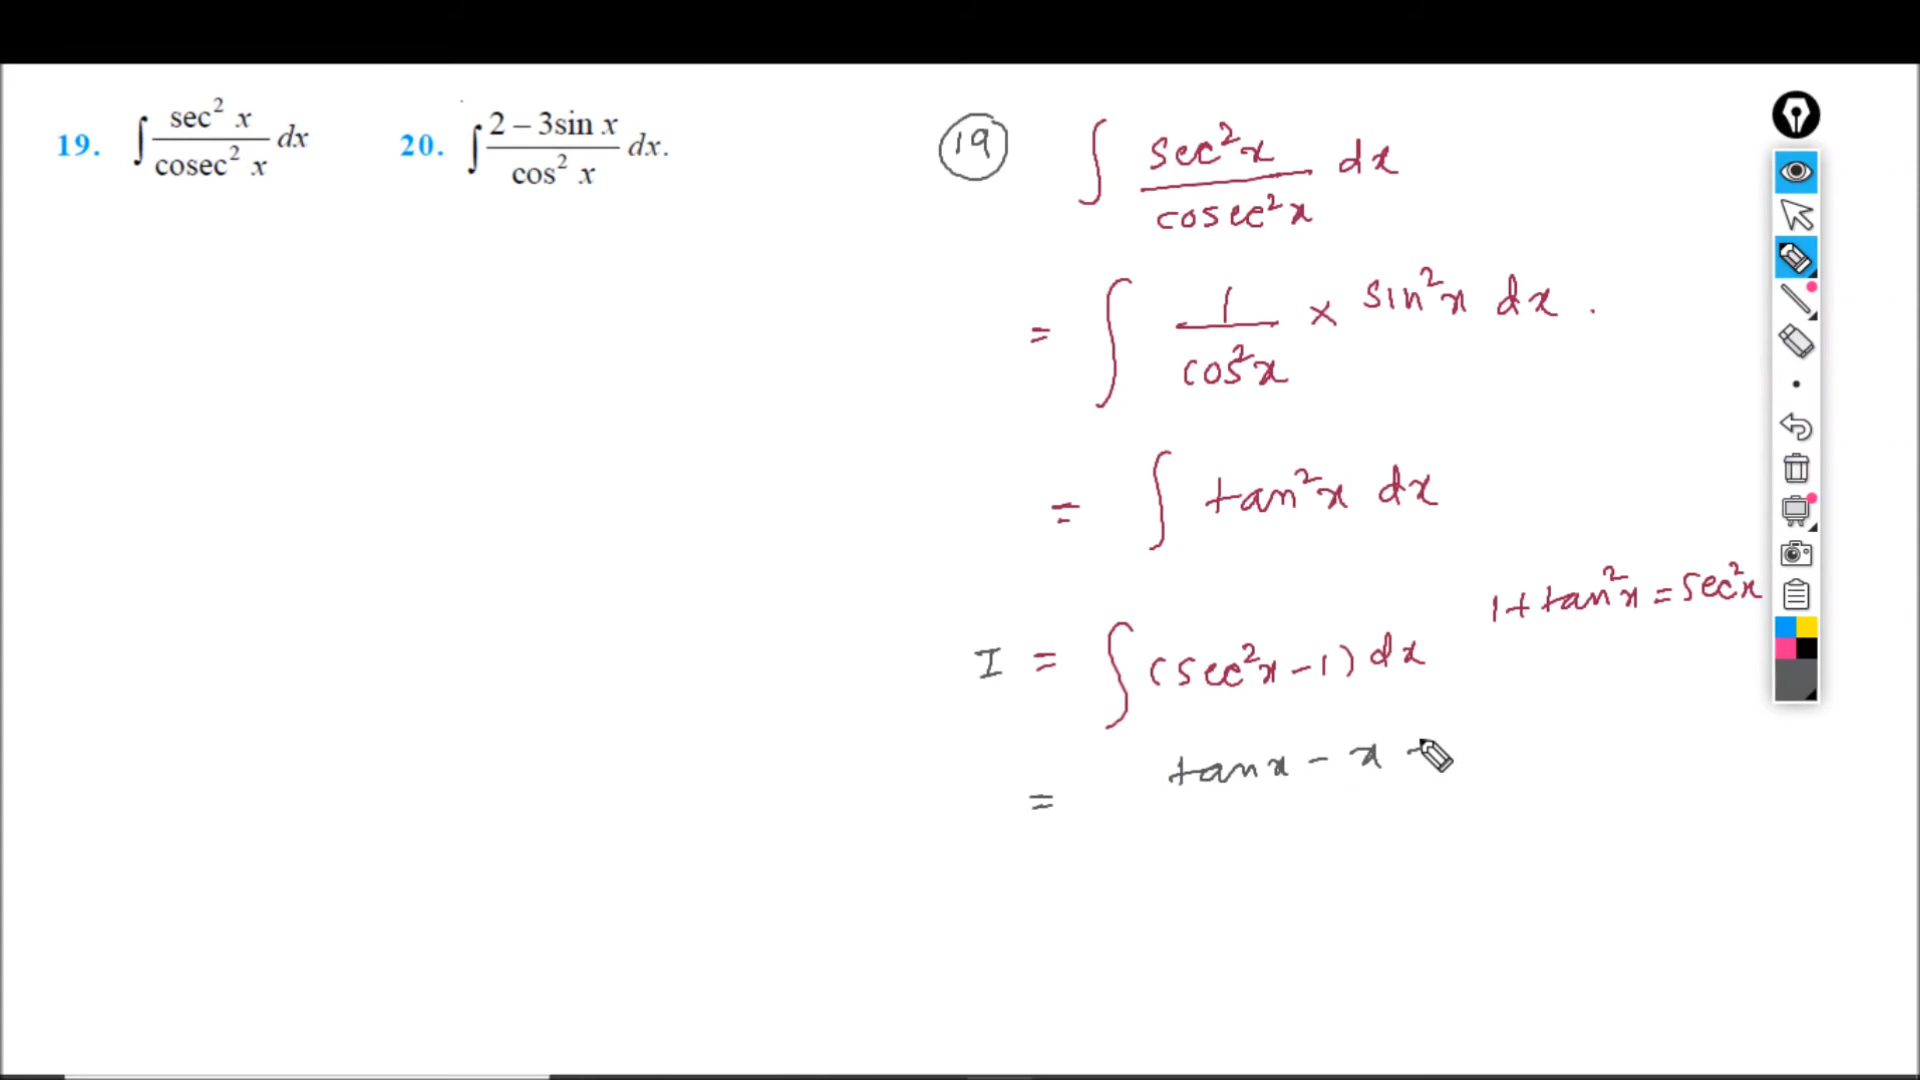 19. ∫ sec² x / cosec² x dx 20. ∫ 2 – 3sin x / cos² x dx.
19 ∫ sec²x / cosec²x dx
= ∫ 1 / cos²x × sin²x dx .
= ∫ tan²x dx
1 + tan²x = sec²x
I = ∫ (sec²x – 1) dx
= tanx – x –